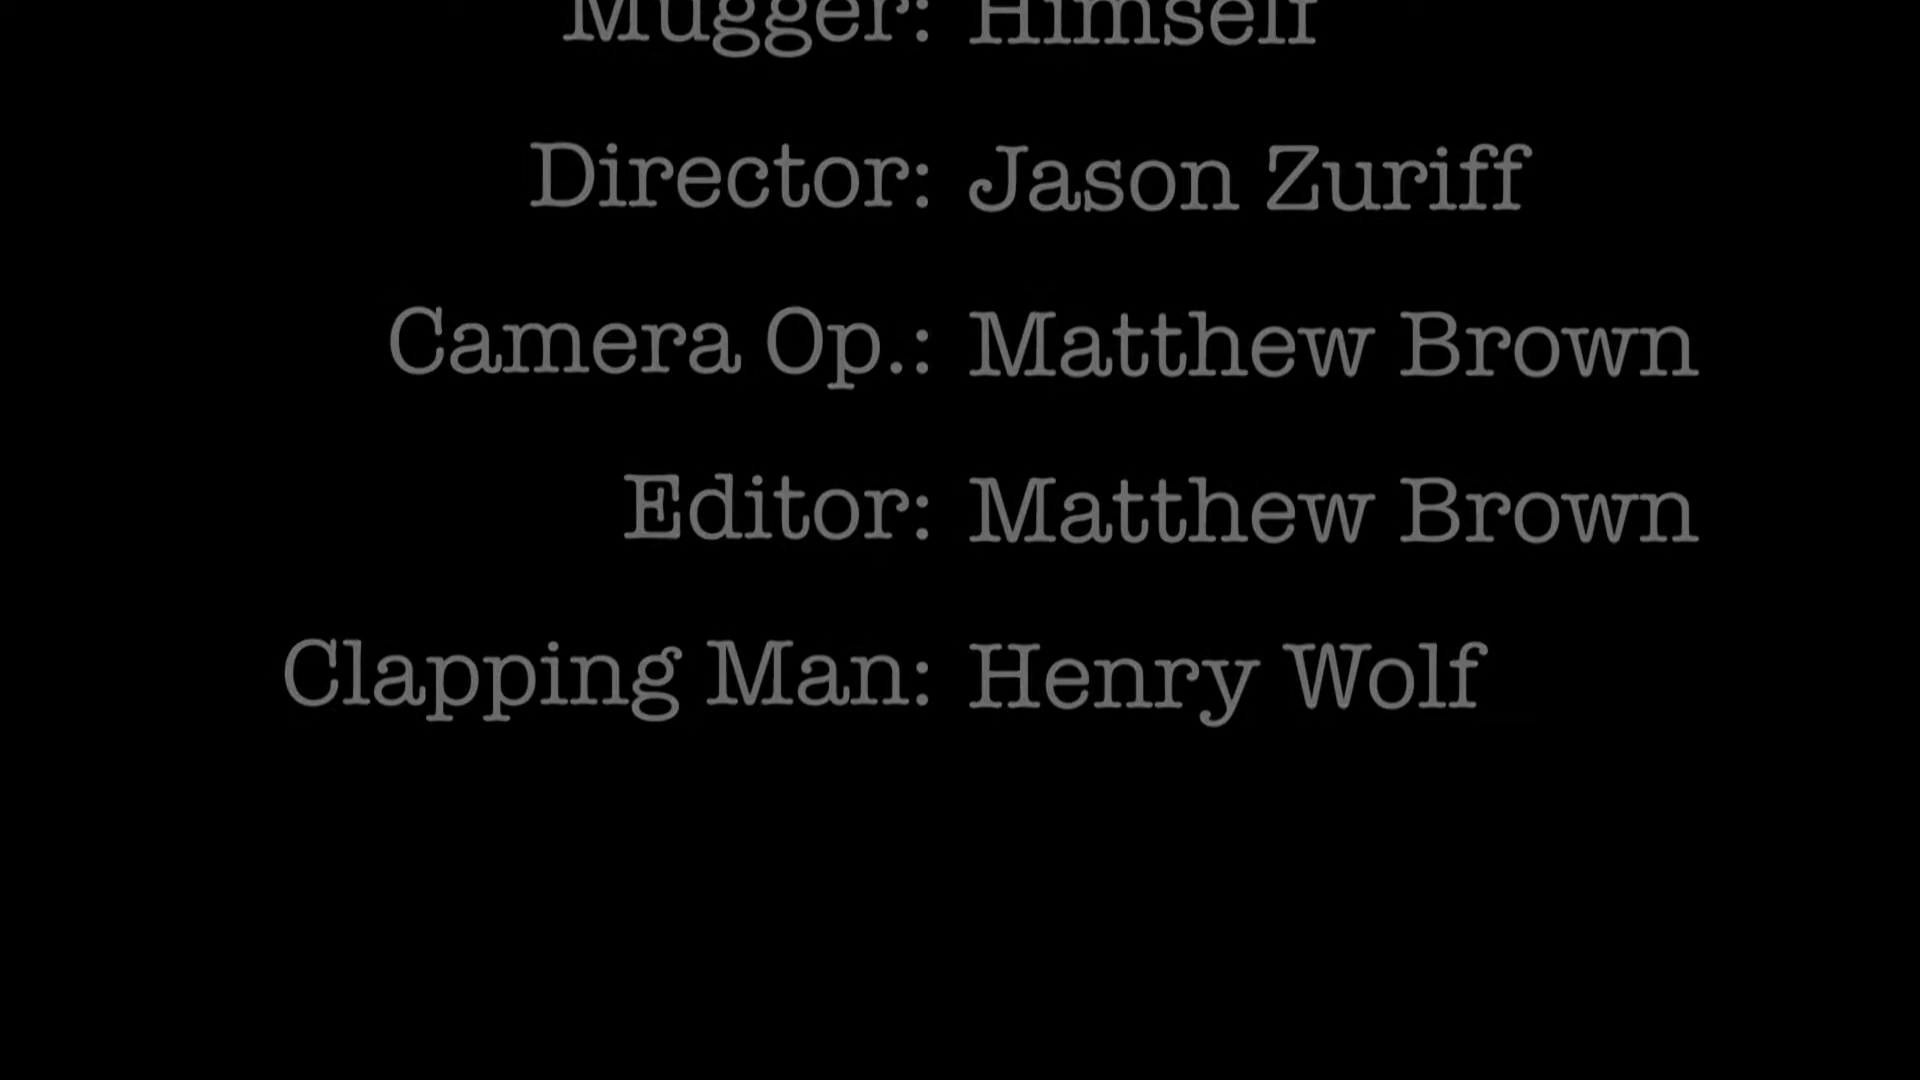 Mugger: Himself
Director: Jason Zuriff
Camera Op.: Matthew Brown
Editor: Matthew Brown
Clapping Man: Henry Wolf